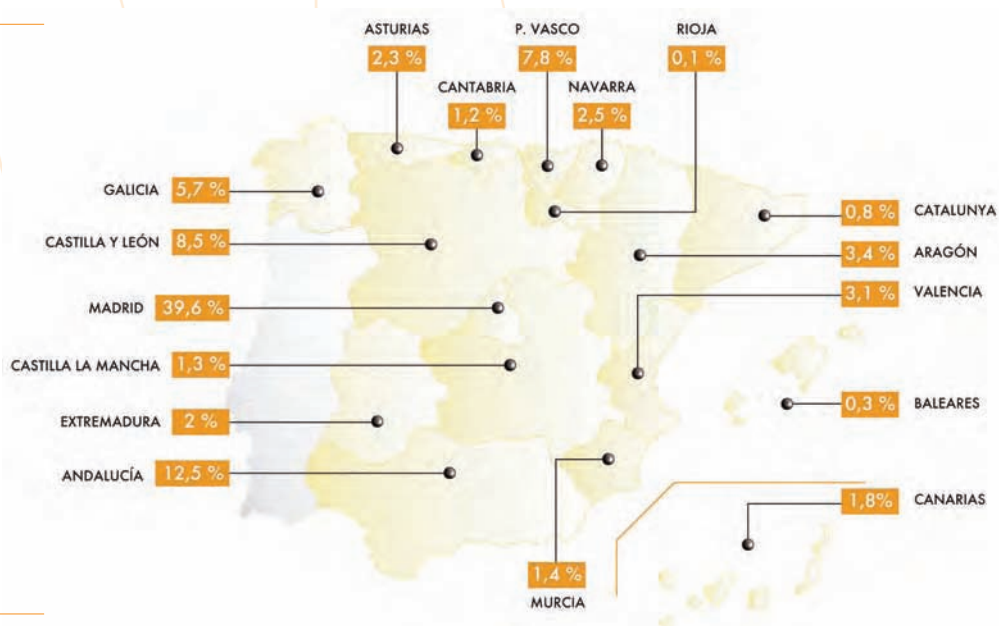 ASTURIAS
2,3 %
P. VASCO
7,8 %
RIOJA
0,1 %
CANTABRIA
1,2 %
NAVARRA
2,5 %
GALICIA 5,7 %
CASTILLA Y LEÓN 8,5 %
MADRID 39,6 %
CASTILLA LA MANCHA 1,3 %
EXTREMADURA 2 %
ANDALUCÍA 12,5 %
0,8 % CATALUNYA
3,4 % ARAGÓN
3,1 % VALENCIA
0,3 % BALEARES
1,8% CANARIAS
1,4 %
MURCIA